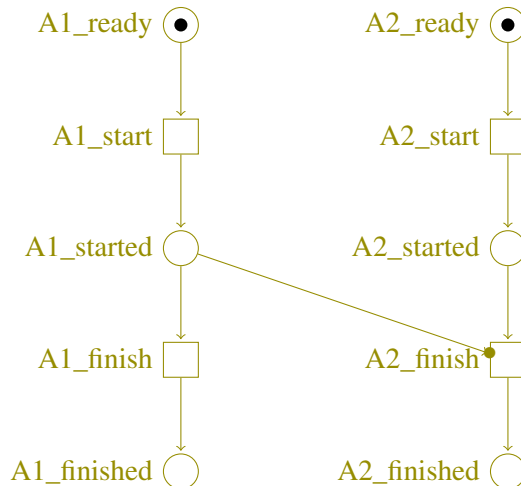 A1_ready
A2_ready
A1_start
A2_start
A1_started
A2_started
A1_finish
A2_finish
A1_finished
A2_finished